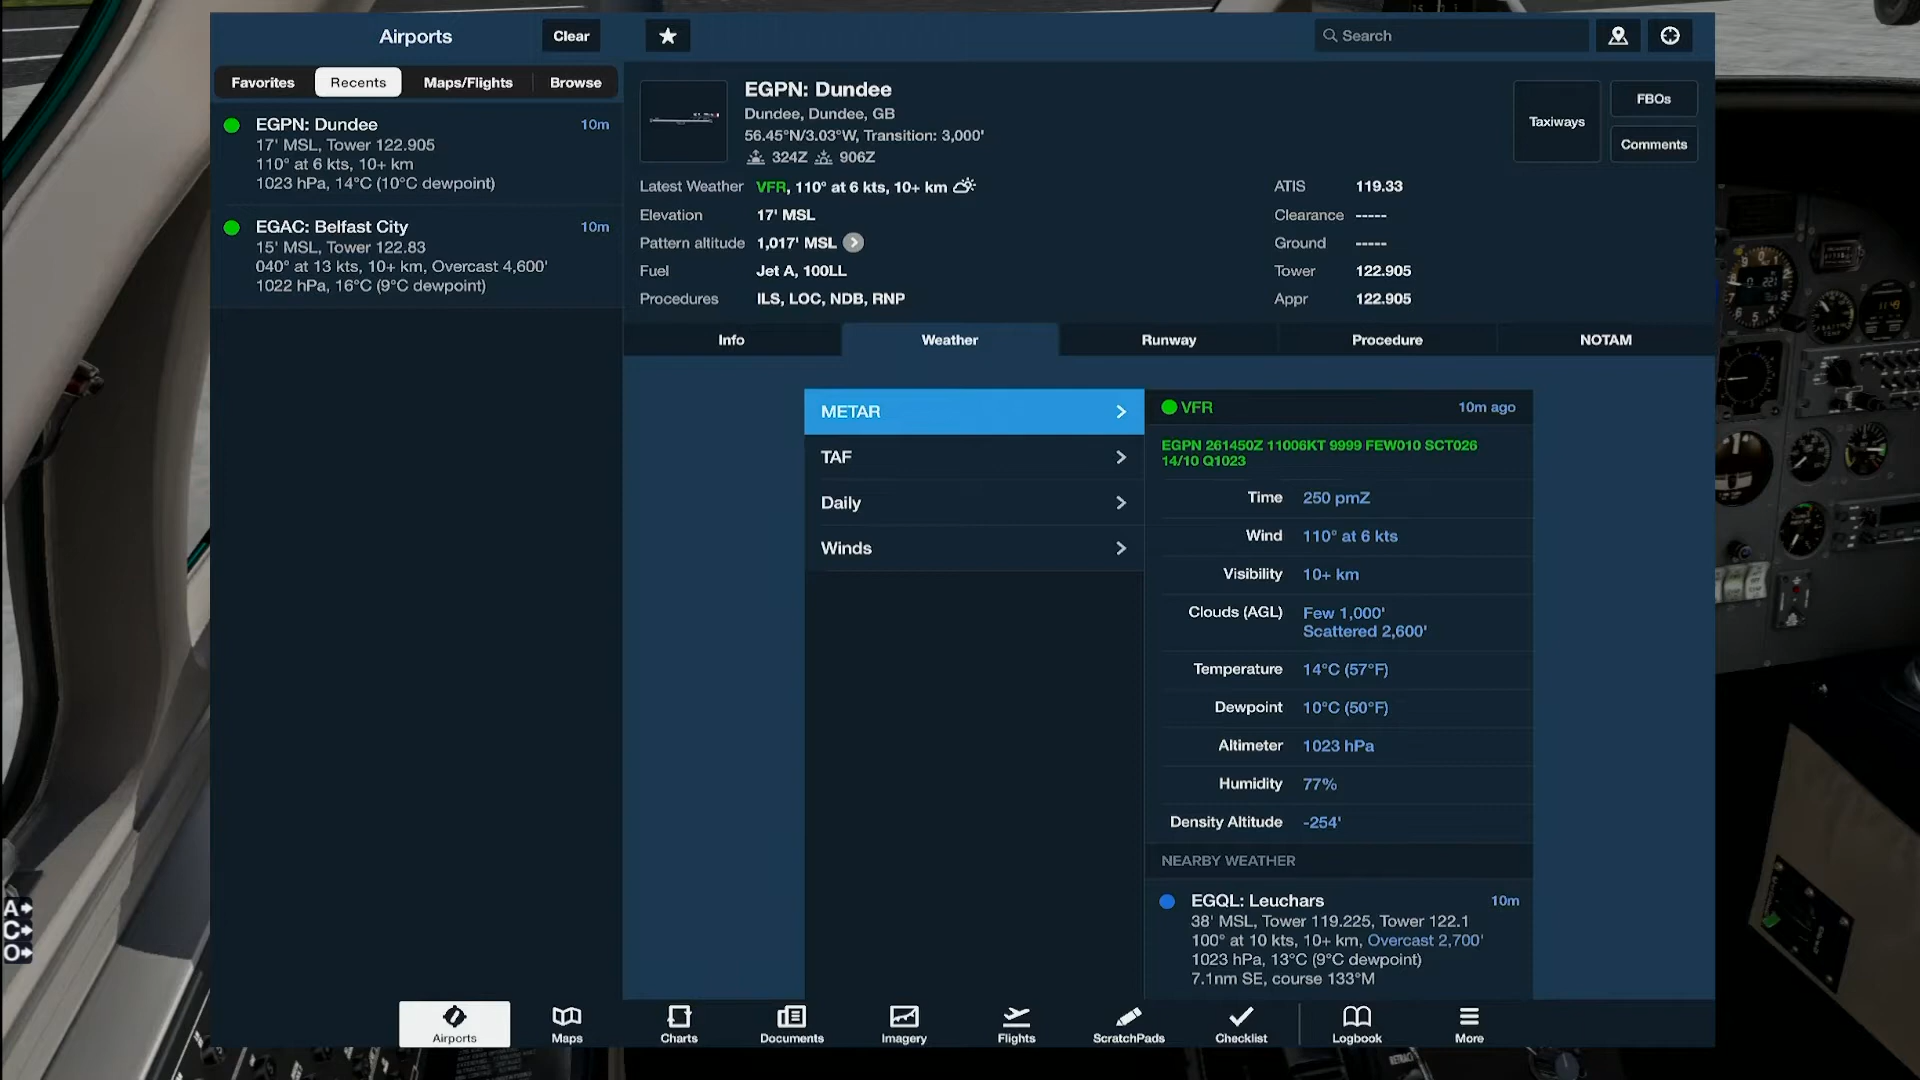 Airports
Clear
Search
Favorites
Recents
Maps/Flights
Browse
EGPN: Dundee
10m
17' MSL, Tower 122.905
110° at 6 kts, 10+ km
1023 hPa, 14°C (10°C dewpoint)
EGAC: Belfast City
10m
15' MSL, Tower 122.83
040° at 13 kts, 10+ km, Overcast 4,600'
1022 hPa, 16°C (9°C dewpoint)
EGPN: Dundee
Dundee, Dundee, GB
56.45°N/3.03°W, Transition: 3,000'
324Z 906Z
Taxiways
FBOs
Comments
Latest Weather VFR, 110° at 6 kts, 10+ km
Elevation 17' MSL
Pattern altitude 1,017' MSL
Fuel Jet A, 100LL
Procedures ILS, LOC, NDB, RNP
ATIS 119.33
Clearance -----
Ground -----
Tower 122.905
Appr 122.905
Info
Weather
Runway
Procedure
NOTAM
METAR
TAF
Daily
Winds
VFR
10m ago
EGPN 261450Z 11006KT 9999 FEW010 SCT026
14/10 Q1023
Time 250 pmZ
Wind 110° at 6 kts
Visibility 10+ km
Clouds (AGL) Few 1,000'
Scattered 2,600'
Temperature 14°C (57°F)
Dewpoint 10°C (50°F)
Altimeter 1023 hPa
Humidity 77%
Density Altitude -254'
NEARBY WEATHER
EGQL: Leuchars
10m
38' MSL, Tower 119.225, Tower 122.1
100° at 10 kts, 10+ km, Overcast 2,700'
1023 hPa, 13°C (9°C dewpoint)
7.1nm SE, course 133°M
A
C
O
Airports
Maps
Charts
Documents
Imagery
Flights
ScratchPads
Checklist
Logbook
More